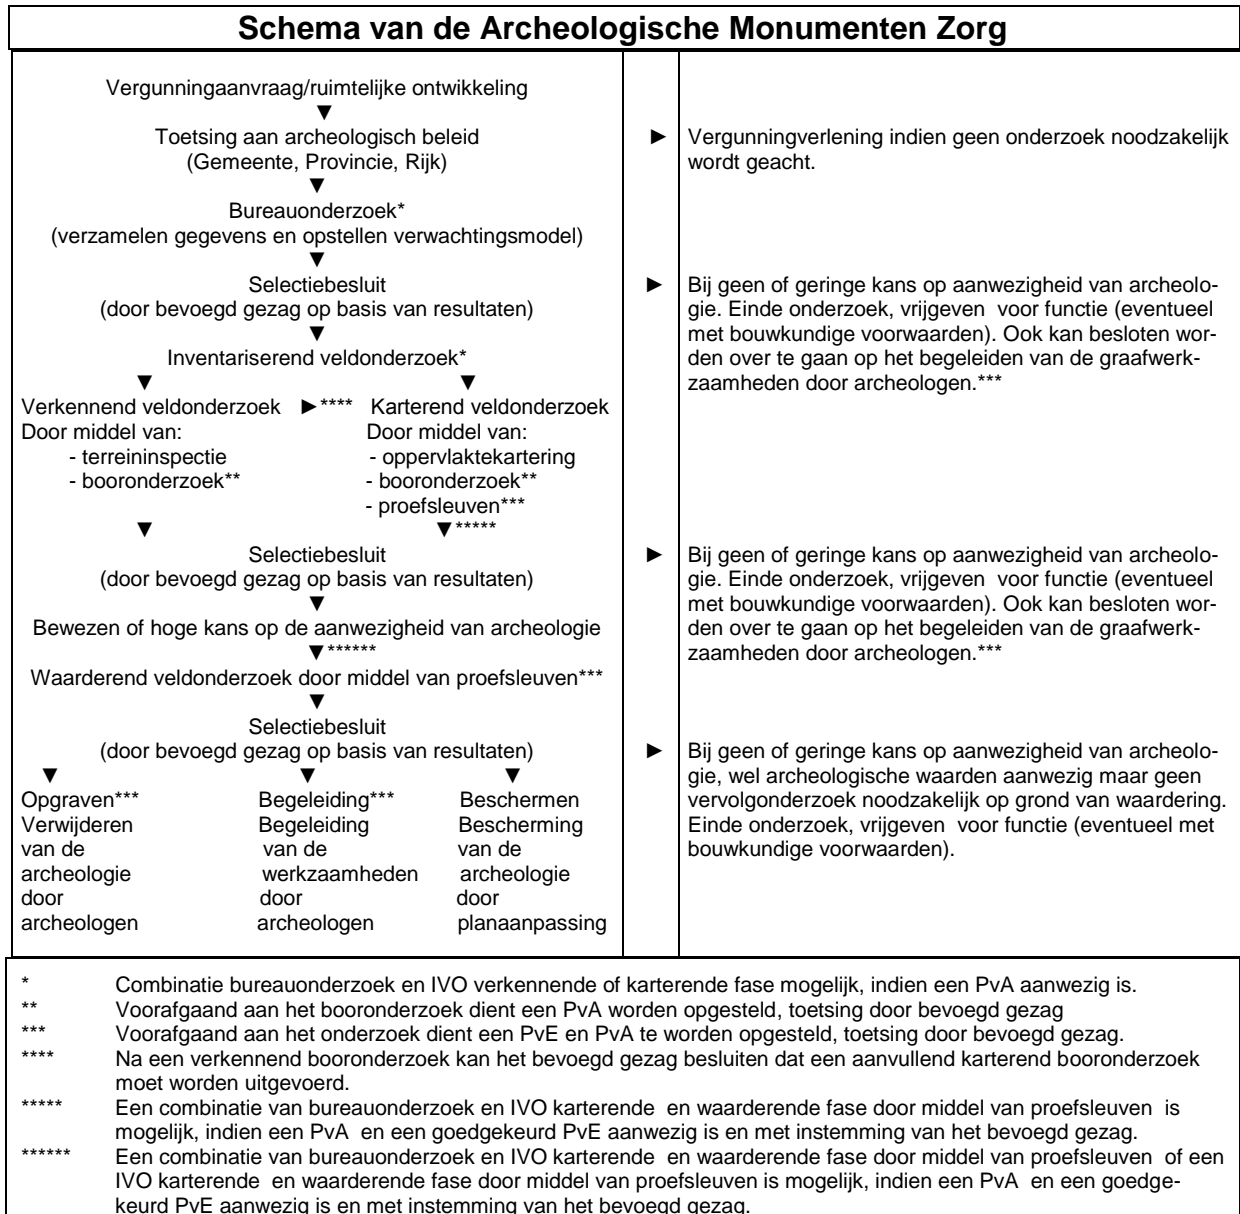 Schema van de Archeologische Monumenten Zorg
Vergunningaanvraag/ruimtelijke ontwikkeling
▼
Toetsing aan archeologisch beleid
(Gemeente, Provincie, Rijk)
► Vergunningverlening indien geen onderzoek noodzakelijk
wordt geacht.
▼
Bureauonderzoek*
(verzamelen gegevens en opstellen verwachtingsmodel)
▼
Selectiebesluit
(door bevoegd gezag op basis van resultaten)
► Bij geen of geringe kans op aanwezigheid van archeolo-
gie. Einde onderzoek, vrijgeven voor functie (eventueel
met bouwkundige voorwaarden). Ook kan besloten wor-
den over te gaan op het begeleiden van de graafwerk-
zaamheden door archeologen.***
▼
Inventariserend veldonderzoek*
▼ ▼
Verkennend veldonderzoek ►**** Karterend veldonderzoek
Door middel van: Door middel van:
- terreininspectie - oppervlaktekartering
- booronderzoek** - booronderzoek**
- proefsleuven***
▼ ▼*****
Selectiebesluit
(door bevoegd gezag op basis van resultaten)
► Bij geen of geringe kans op aanwezigheid van archeolo-
gie. Einde onderzoek, vrijgeven voor functie (eventueel
met bouwkundige voorwaarden). Ook kan besloten wor-
den over te gaan op het begeleiden van de graafwerk-
zaamheden door archeologen.***
▼
Bewezen of hoge kans op de aanwezigheid van archeologie
▼******
Waarderend veldonderzoek door middel van proefsleuven***
▼
Selectiebesluit
(door bevoegd gezag op basis van resultaten)
► Bij geen of geringe kans op aanwezigheid van archeolo-
gie, wel archeologische waarden aanwezig maar geen
vervolgonderzoek noodzakelijk op grond van waardering.
Einde onderzoek, vrijgeven voor functie (eventueel met
bouwkundige voorwaarden).
▼ ▼ ▼
Opgraven*** Begeleiding*** Beschermen
Verwijderen Begeleiding Bescherming
van de van de van de
archeologie werkzaamheden archeologie
door door door
archeologen archeologen planaanpassing
* Combinatie bureauonderzoek en IVO verkennende of karterende fase mogelijk, indien een PvA aanwezig is.
** Voorafgaand aan het booronderzoek dient een PvA worden opgesteld, toetsing door bevoegd gezag
*** Voorafgaand aan het onderzoek dient een PvE en PvA te worden opgesteld, toetsing door bevoegd gezag.
**** Na een verkennend booronderzoek kan het bevoegd gezag besluiten dat een aanvullend karterend booronderzoek
moet worden uitgevoerd.
***** Een combinatie van bureauonderzoek en IVO karterende en waarderende fase door middel van proefsleuven is
mogelijk, indien een PvA en een goedgekeurd PvE aanwezig is en met instemming van het bevoegd gezag.
****** Een combinatie van bureauonderzoek en IVO karterende en waarderende fase door middel van proefsleuven of een
IVO karterende en waarderende fase door middel van proefsleuven is mogelijk, indien een PvA en een goedge-
keurd PvE aanwezig is en met instemming van het bevoegd gezag.